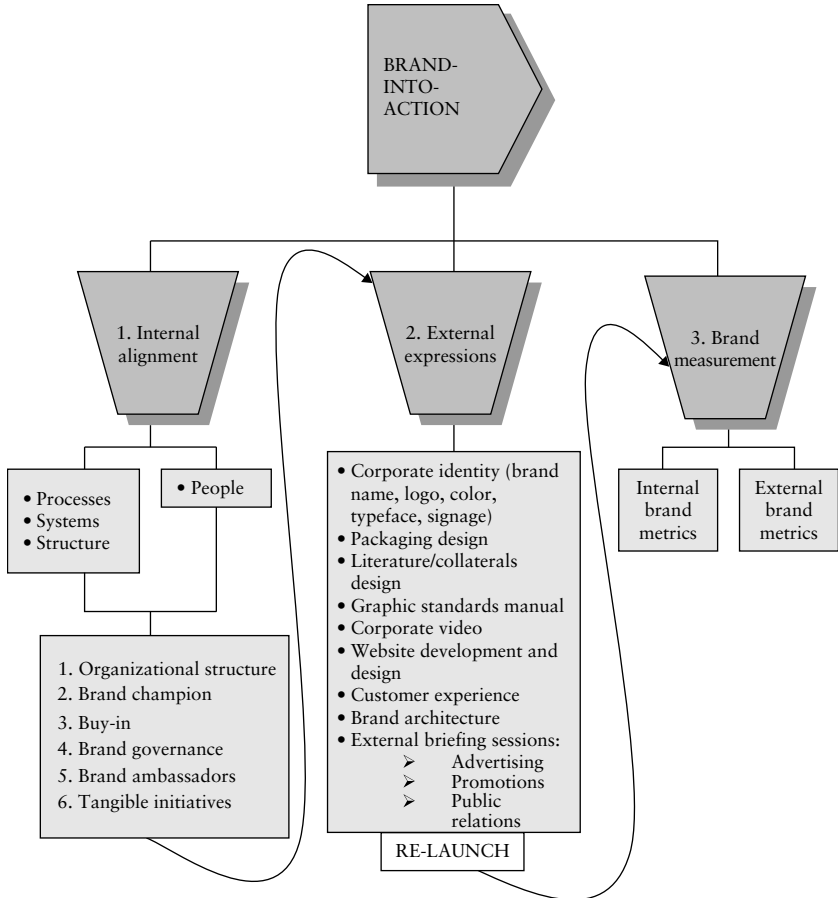 BRAND-
INTO-
ACTION
1. Internal
alignment
2. External
expressions
3. Brand
measurement
• Processes
• Systems
• Structure
• People
1. Organizational structure
2. Brand champion
3. Buy-in
4. Brand governance
5. Brand ambassadors
6. Tangible initiatives
• Corporate identity (brand
name, logo, color,
typeface, signage)
• Packaging design
• Literature/collaterals
design
• Graphic standards manual
• Corporate video
• Website development and
design
• Customer experience
• Brand architecture
• External briefing sessions:
➢ Advertising
➢ Promotions
➢ Public
relations
RE-LAUNCH
Internal
brand
metrics
External
brand
metrics